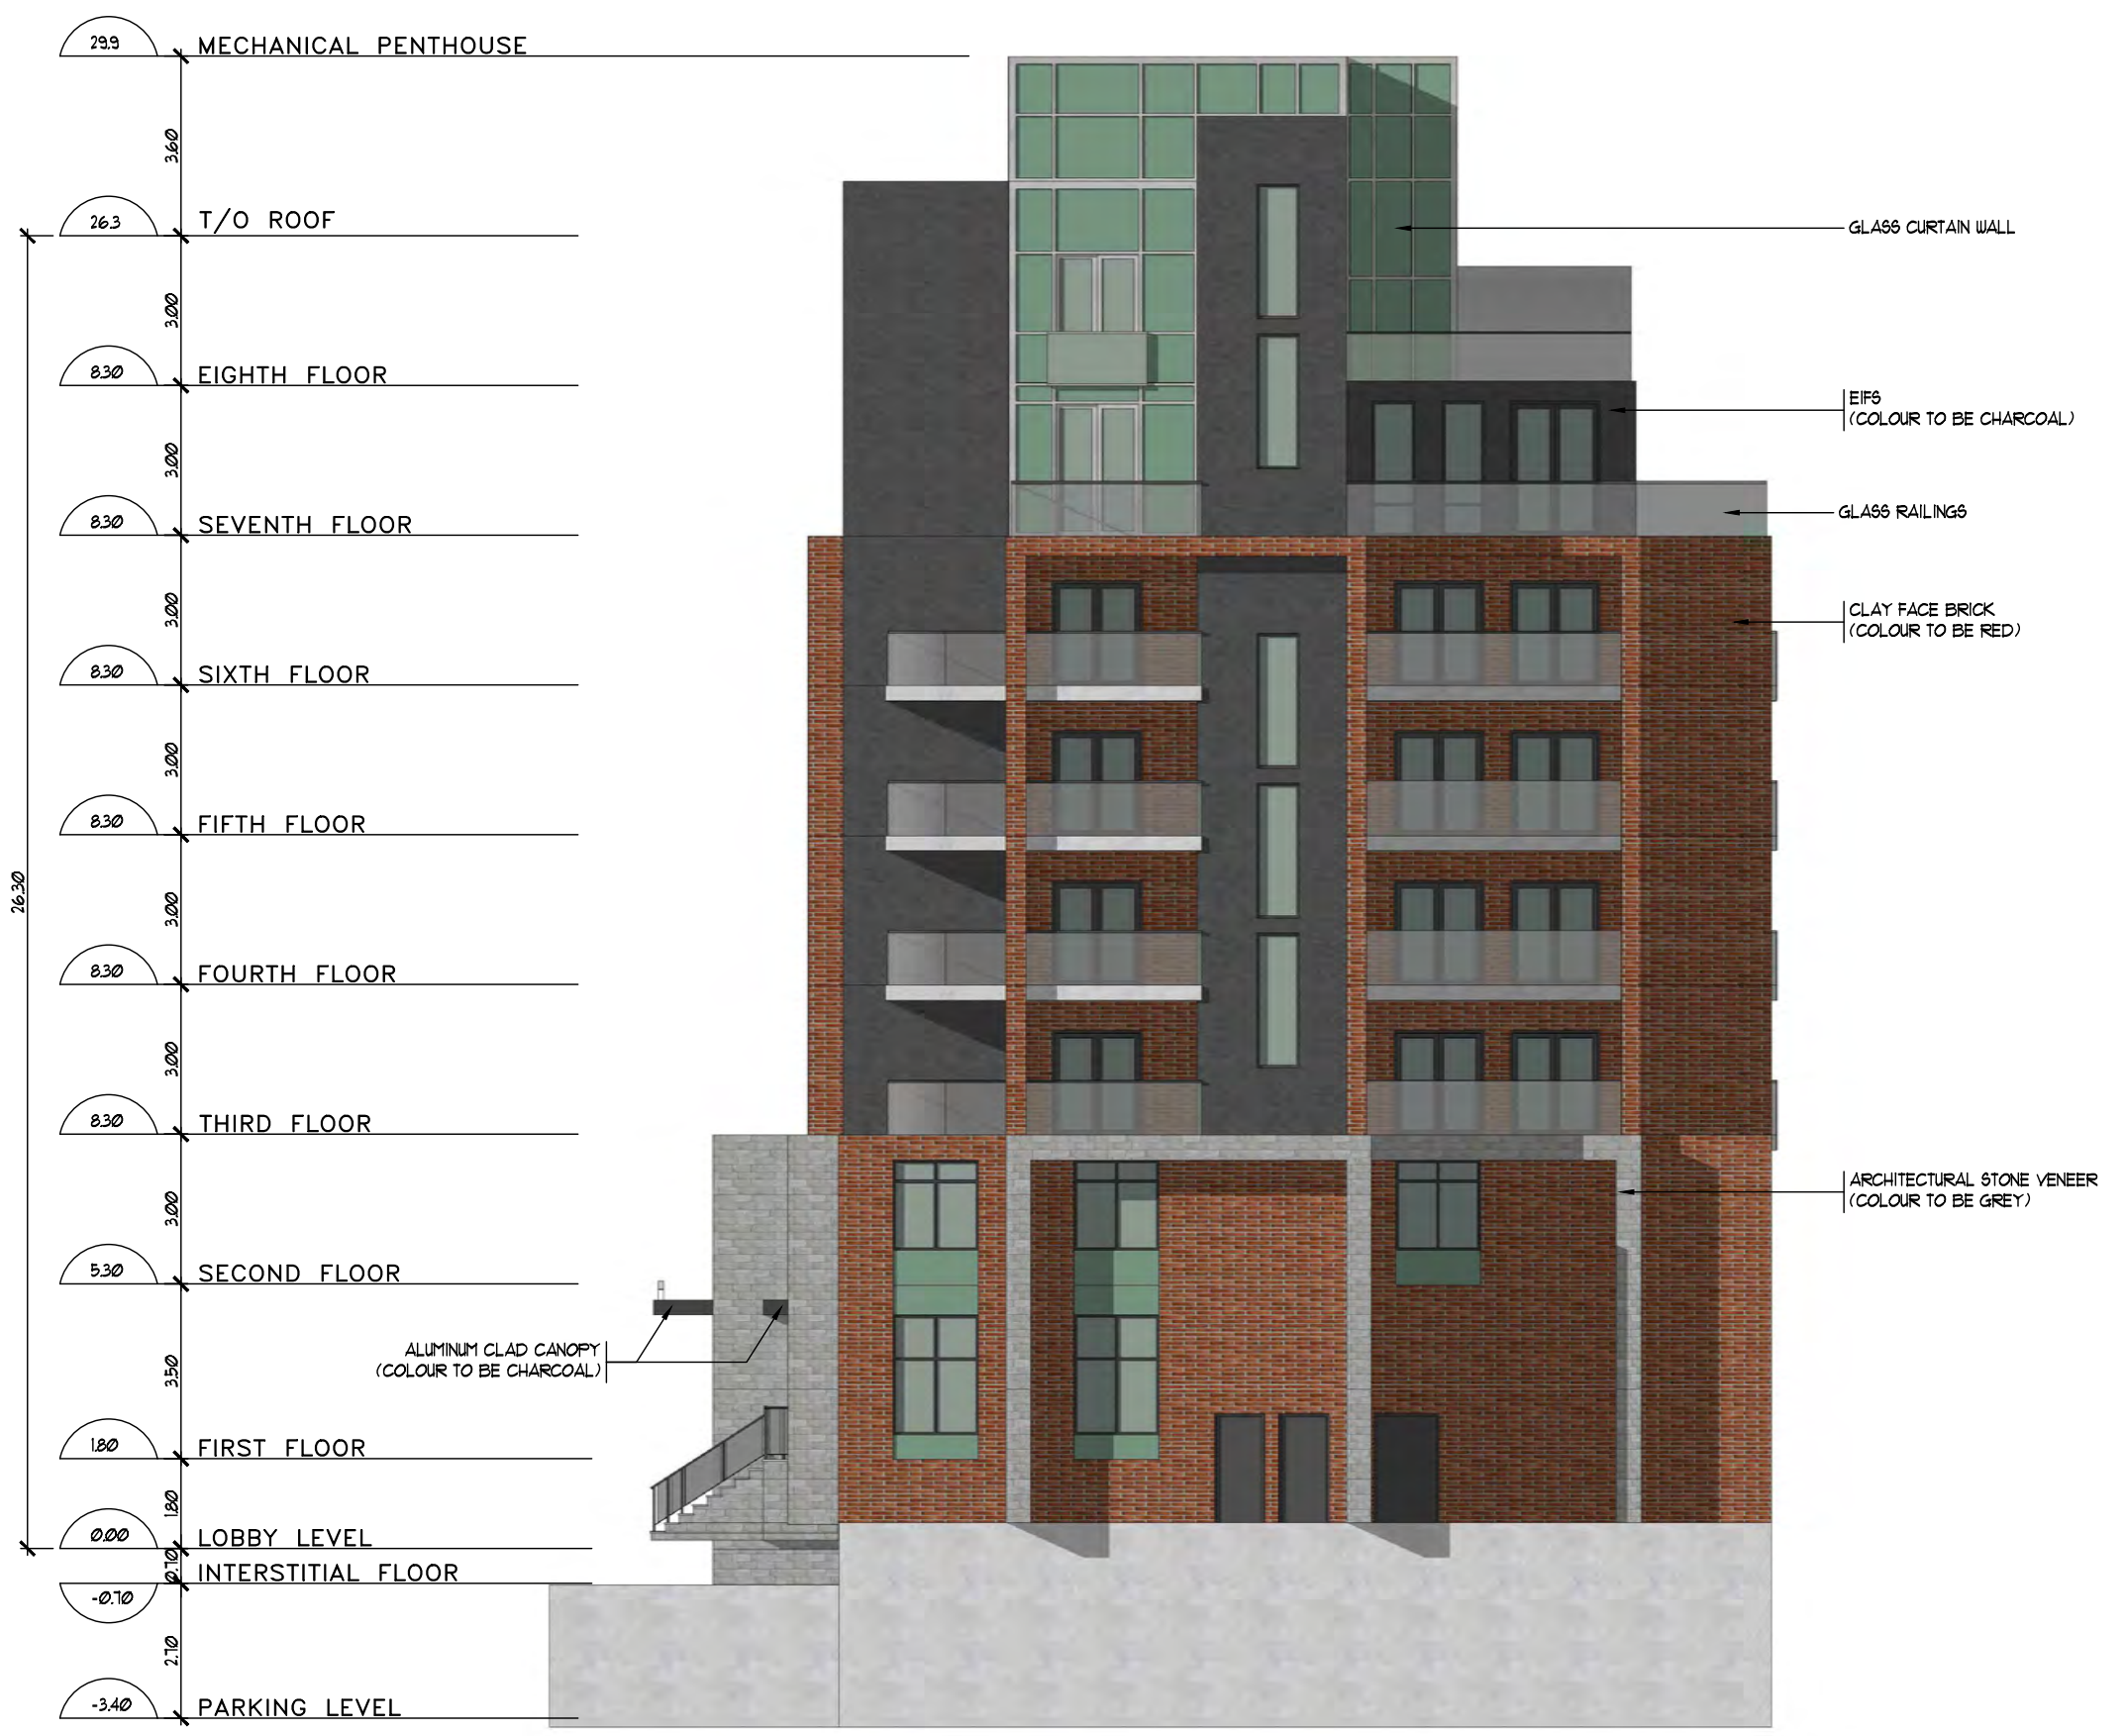 29.9 MECHANICAL PENTHOUSE
3.60
26.3 T/O ROOF
GLASS CURTAIN WALL
3.00
8.30 EIGHTH FLOOR
EIFS
(COLOUR TO BE CHARCOAL)
3.00
8.30 SEVENTH FLOOR
GLASS RAILINGS
3.00
CLAY FACE BRICK
(COLOUR TO BE RED)
8.30 SIXTH FLOOR
3.00
8.30 FIFTH FLOOR
26.30
3.00
8.30 FOURTH FLOOR
3.00
8.30 THIRD FLOOR
ARCHITECTURAL STONE VENEER
(COLOUR TO BE GREY)
3.00
5.30 SECOND FLOOR
ALUMINUM CLAD CANOPY
(COLOUR TO BE CHARCOAL)
3.50
1.80 FIRST FLOOR
1.80
0.00 LOBBY LEVEL
0.70
INTERSTITIAL FLOOR
-0.70
2.70
-3.40 PARKING LEVEL